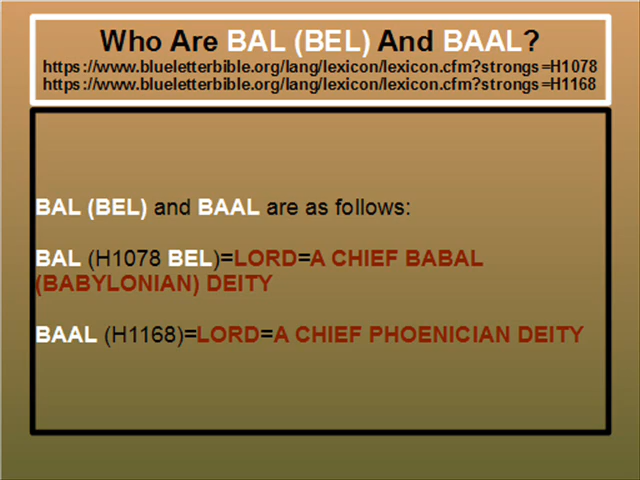 Who Are BAL (BEL) And BAAL?
https://www.blueletterbible.org/lang/lexicon/lexicon.cfm?strongs=H1078
https://www.blueletterbible.org/lang/lexicon/lexicon.cfm?strongs=H1168
BAL (BEL) and BAAL are as follows:
BAL (H1078 BEL)=LORD=A CHIEF BABAL
(BABYLONIAN) DEITY
BAAL (H1168)=LORD=A CHIEF PHOENICIAN DEITY